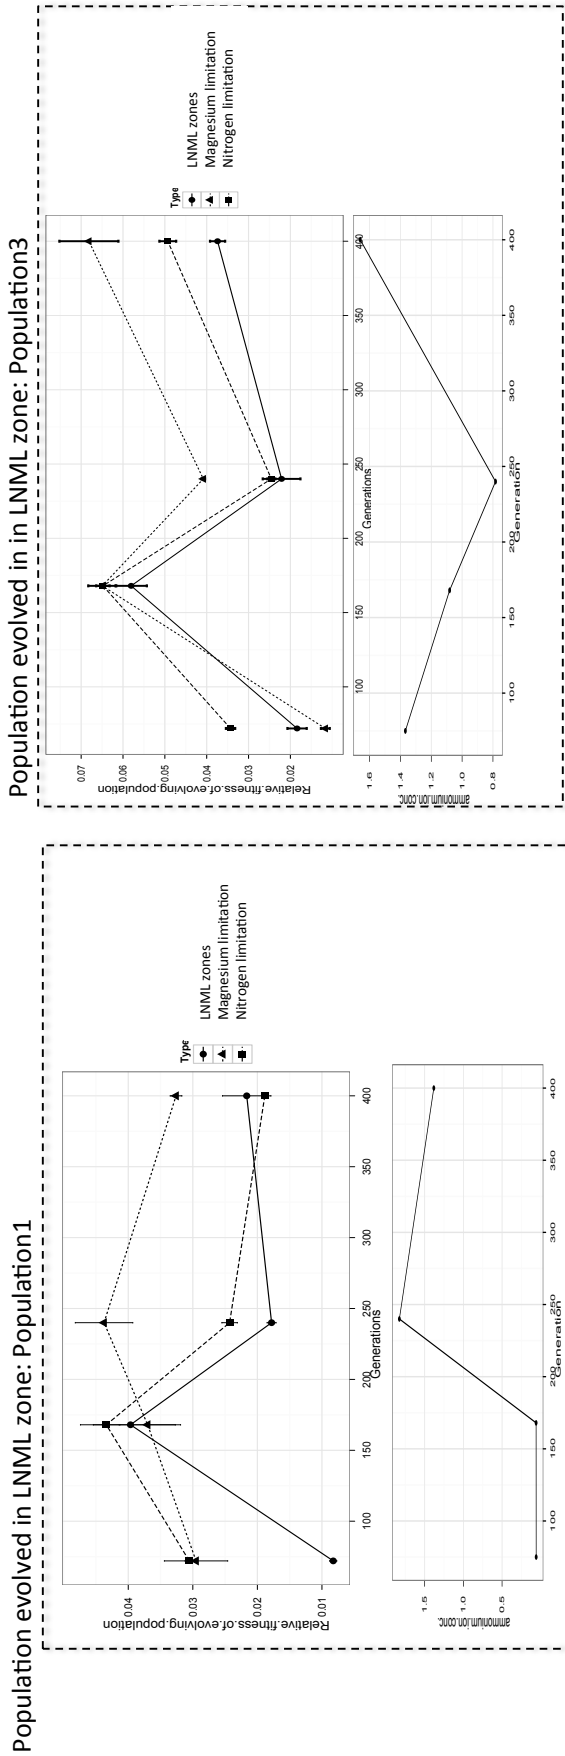 Population evolved in LNML zone: Population1
Type
LNML zones
Magnesium limitation
Nitrogen limitation
Relative.fitness.of.evolving.population
0.04
0.03
0.02
0.01
100
150
200
250
300
350
400
Generations
ammonium.ion.conc.
1.5
1.0
0.5
100
150
200
250
300
350
400
Generation
Population evolved in in LNML zone: Population3
Type
LNML zones
Magnesium limitation
Nitrogen limitation
Relative.fitness.of.evolving.population
0.07
0.06
0.05
0.04
0.03
0.02
100
150
200
250
300
350
400
Generations
ammonium.ion.conc.
1.6
1.4
1.2
1.0
0.8
100
150
200
250
300
350
400
Generation